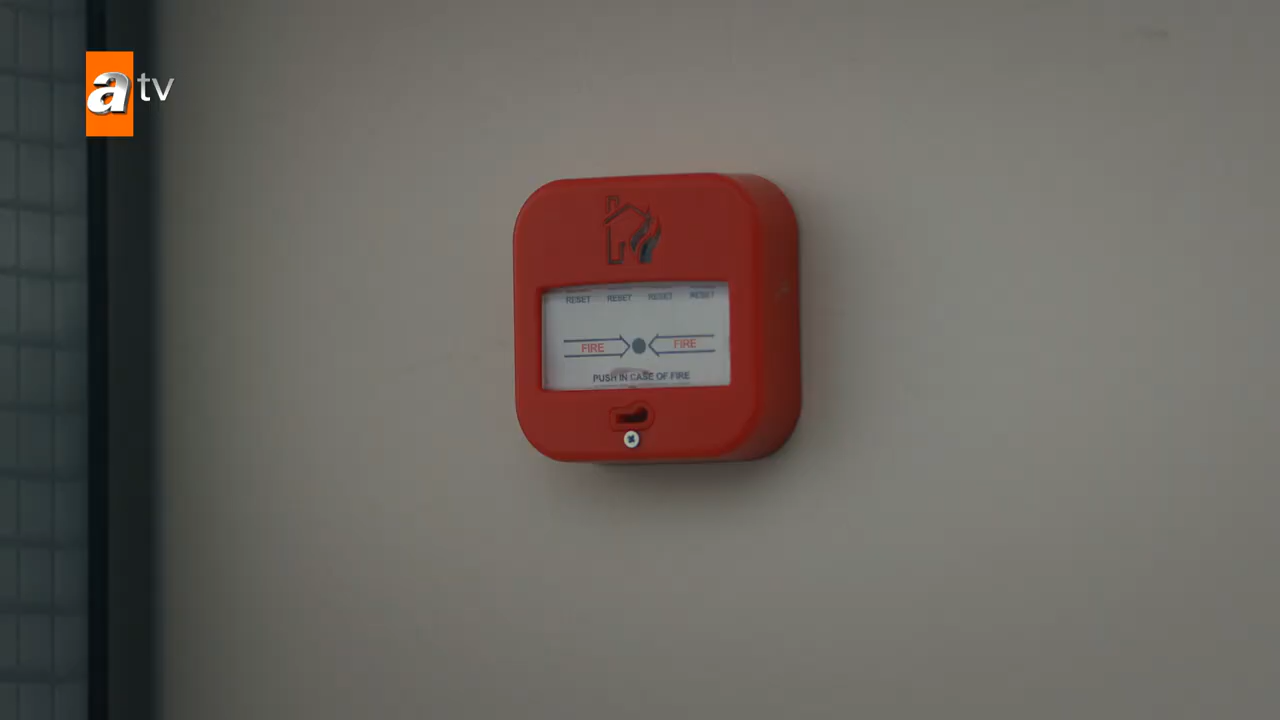 atv
RESET RESET RESET RESET
FIRE FIRE
PUSH IN CASE OF FIRE